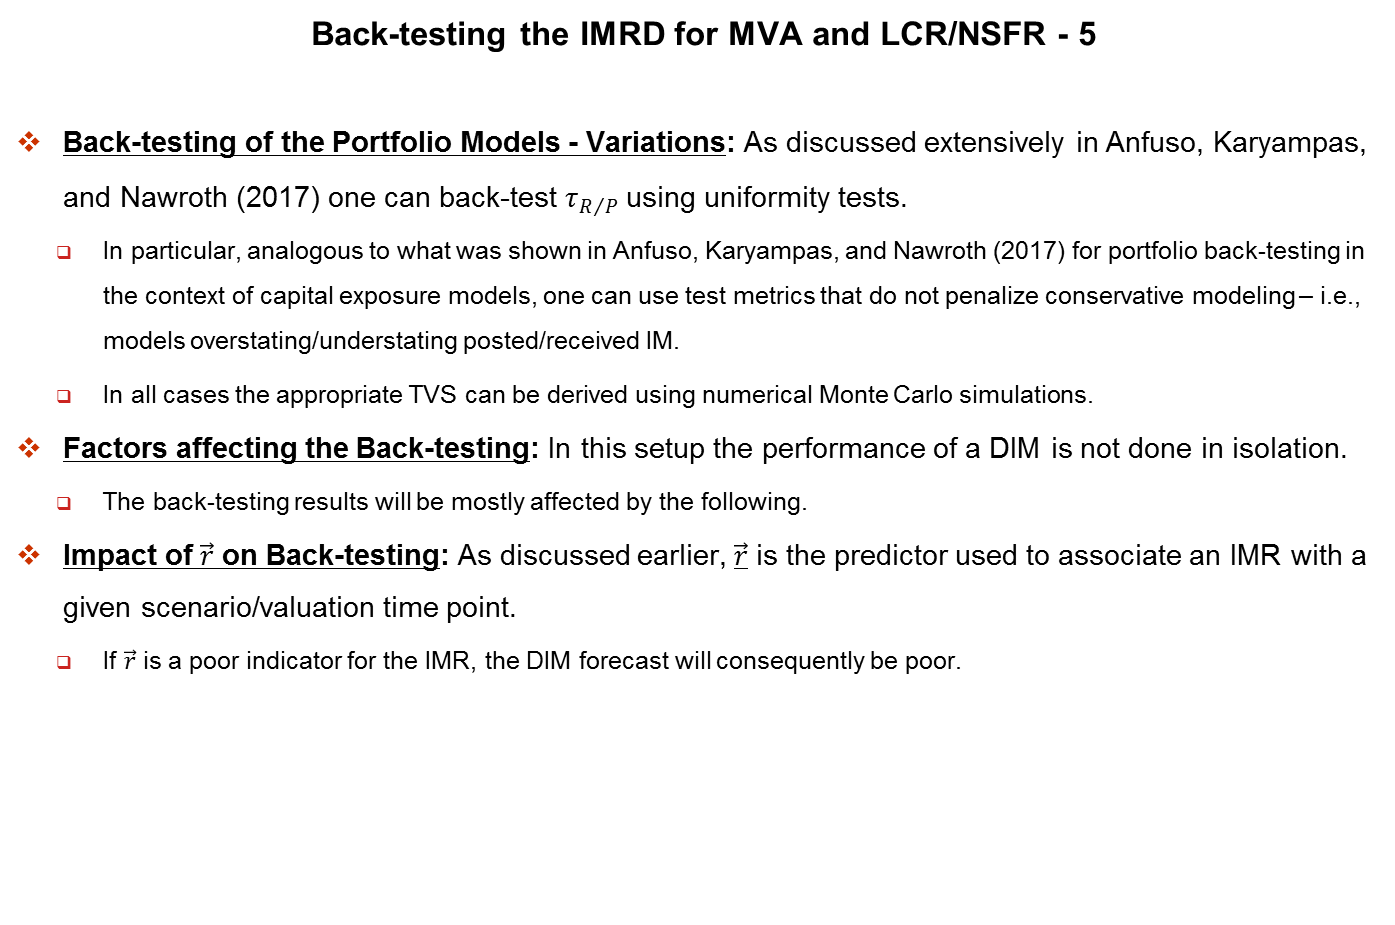 Back-testing the IMRD for MVA and LCR/NSFR - 5
❖ Back-testing of the Portfolio Models - Variations: As discussed extensively in Anfuso, Karyampas,
and Nawroth (2017) one can back-test τ_{R/P} using uniformity tests.
❑ In particular, analogous to what was shown in Anfuso, Karyampas, and Nawroth (2017) for portfolio back-testing in
the context of capital exposure models, one can use test metrics that do not penalize conservative modeling – i.e.,
models overstating/understating posted/received IM.
❑ In all cases the appropriate TVS can be derived using numerical Monte Carlo simulations.
❖ Factors affecting the Back-testing: In this setup the performance of a DIM is not done in isolation.
❑ The back-testing results will be mostly affected by the following.
❖ Impact of r⃗ on Back-testing: As discussed earlier, r⃗ is the predictor used to associate an IMR with a
given scenario/valuation time point.
❑ If r⃗ is a poor indicator for the IMR, the DIM forecast will consequently be poor.